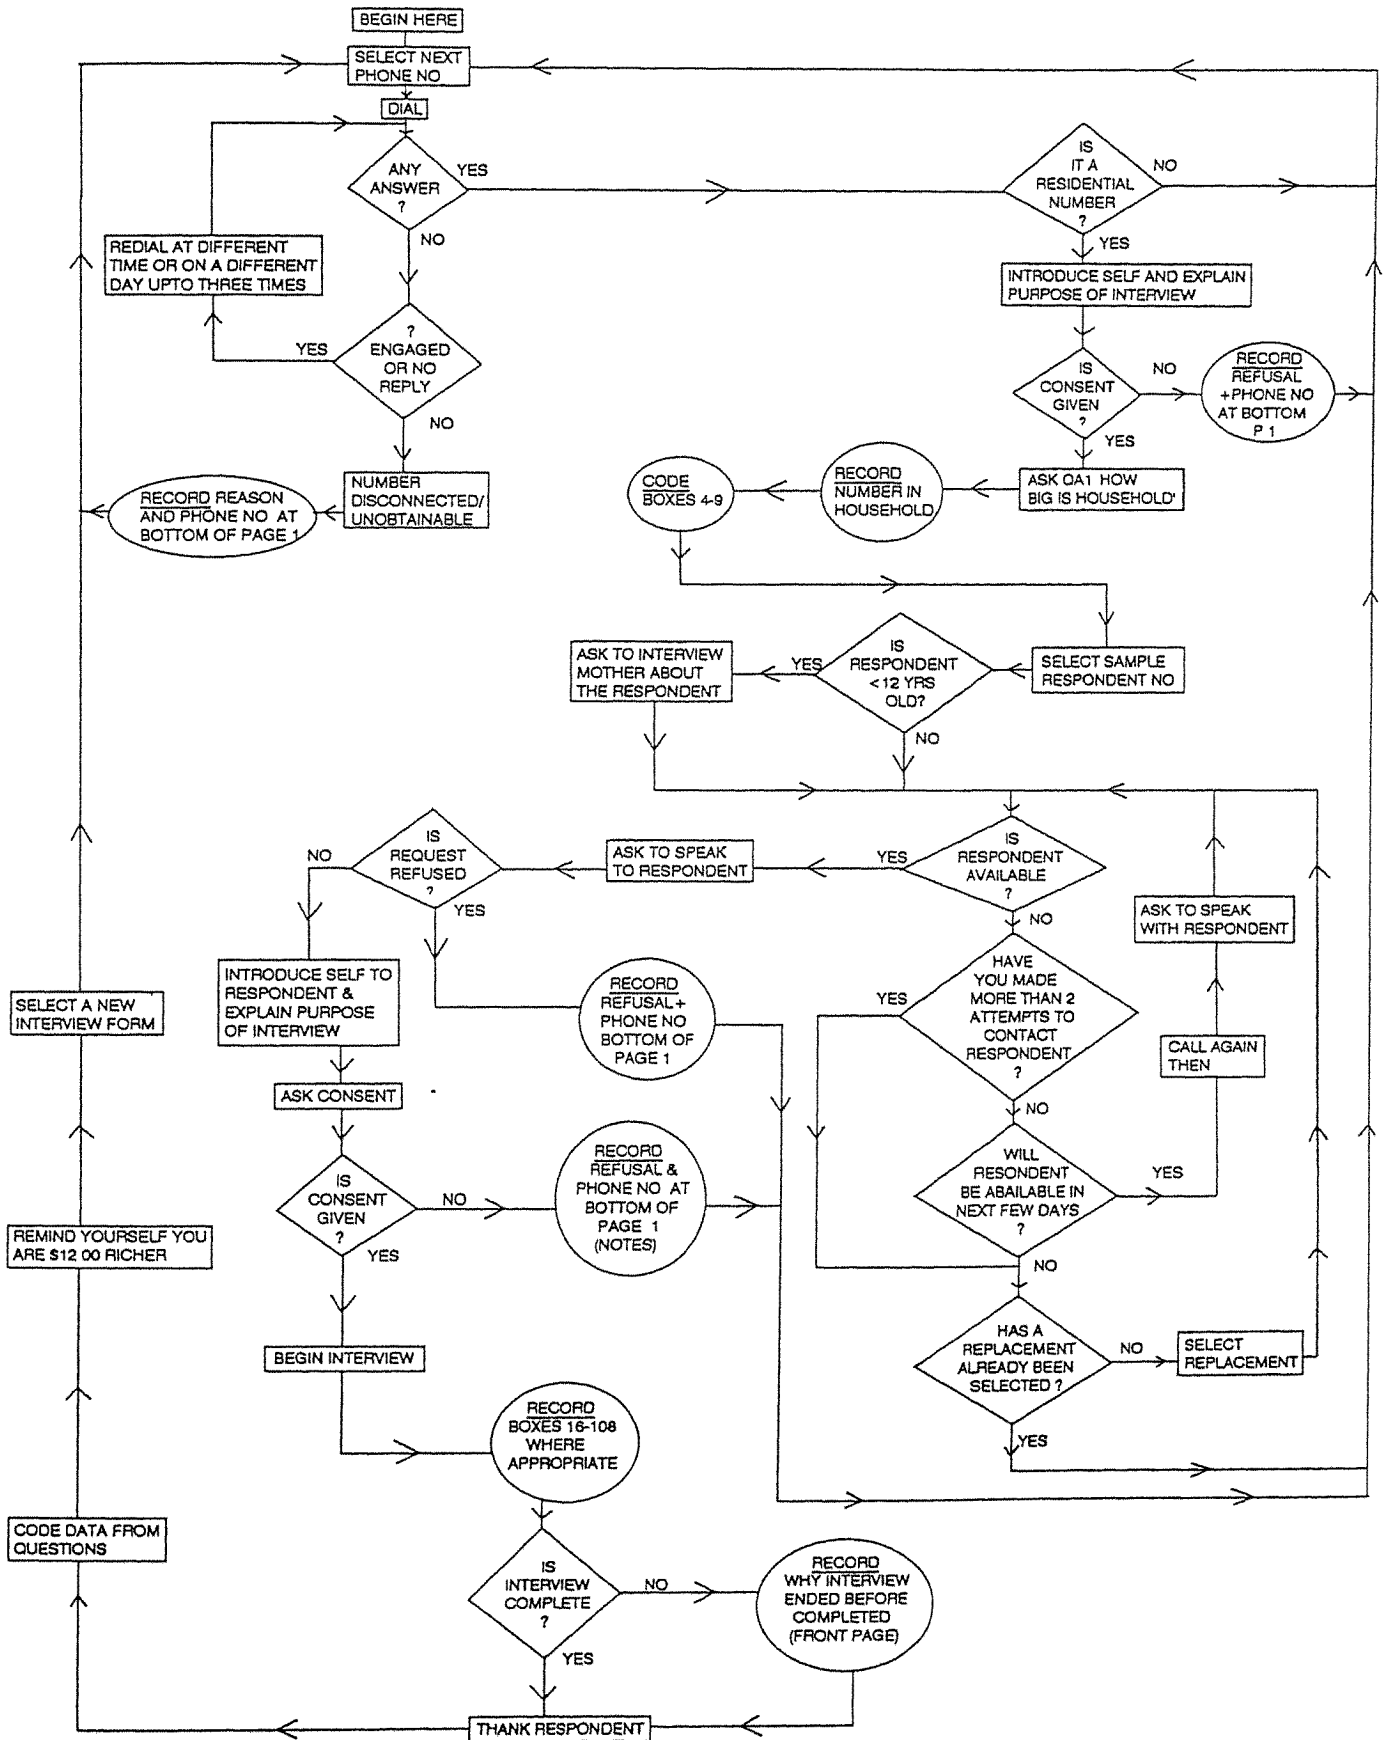 BEGIN HERE
SELECT NEXT
PHONE NO
DIAL
ANY
ANSWER
?
YES
NO
IS
IT A
RESIDENTIAL
NUMBER
?
NO
YES
REDIAL AT DIFFERENT
TIME OR ON A DIFFERENT
DAY UPTO THREE TIMES
INTRODUCE SELF AND EXPLAIN
PURPOSE OF INTERVIEW
?
ENGAGED
OR NO
REPLY
YES
NO
IS
CONSENT
GIVEN
?
NO
YES
RECORD
REFUSAL
+PHONE NO
AT BOTTOM
P 1
NUMBER
DISCONNECTED/
UNOBTAINABLE
RECORD REASON
AND PHONE NO AT
BOTTOM OF PAGE 1
ASK OA1 HOW
BIG IS HOUSEHOLD'
RECORD
NUMBER IN
HOUSEHOLD
CODE
BOXES 4-9
SELECT SAMPLE
RESPONDENT NO
IS
RESPONDENT
<12 YRS
OLD?
YES
NO
ASK TO INTERVIEW
MOTHER ABOUT
THE RESPONDENT
IS
RESPONDENT
AVAILABLE
?
YES
NO
ASK TO SPEAK
TO RESPONDENT
IS
REQUEST
REFUSED
?
NO
YES
ASK TO SPEAK
WITH RESPONDENT
HAVE
YOU MADE
MORE THAN 2
ATTEMPTS TO
CONTACT
RESPONDENT
?
YES
NO
INTRODUCE SELF TO
RESPONDENT &
EXPLAIN PURPOSE
OF INTERVIEW
RECORD
REFUSAL+
PHONE NO
BOTTOM OF
PAGE 1
SELECT A NEW
INTERVIEW FORM
CALL AGAIN
THEN
ASK CONSENT
WILL
RESONDENT
BE ABAILABLE IN
NEXT FEW DAYS
?
YES
NO
IS
CONSENT
GIVEN
?
NO
YES
RECORD
REFUSAL &
PHONE NO AT
BOTTOM OF
PAGE 1
(NOTES)
REMIND YOURSELF YOU
ARE $12 00 RICHER
HAS A
REPLACEMENT
ALREADY BEEN
SELECTED ?
NO
YES
SELECT
REPLACEMENT
BEGIN INTERVIEW
RECORD
BOXES 16-108
WHERE
APPROPRIATE
CODE DATA FROM
QUESTIONS
IS
INTERVIEW
COMPLETE
?
NO
YES
RECORD
WHY INTERVIEW
ENDED BEFORE
COMPLETED
(FRONT PAGE)
THANK RESPONDENT